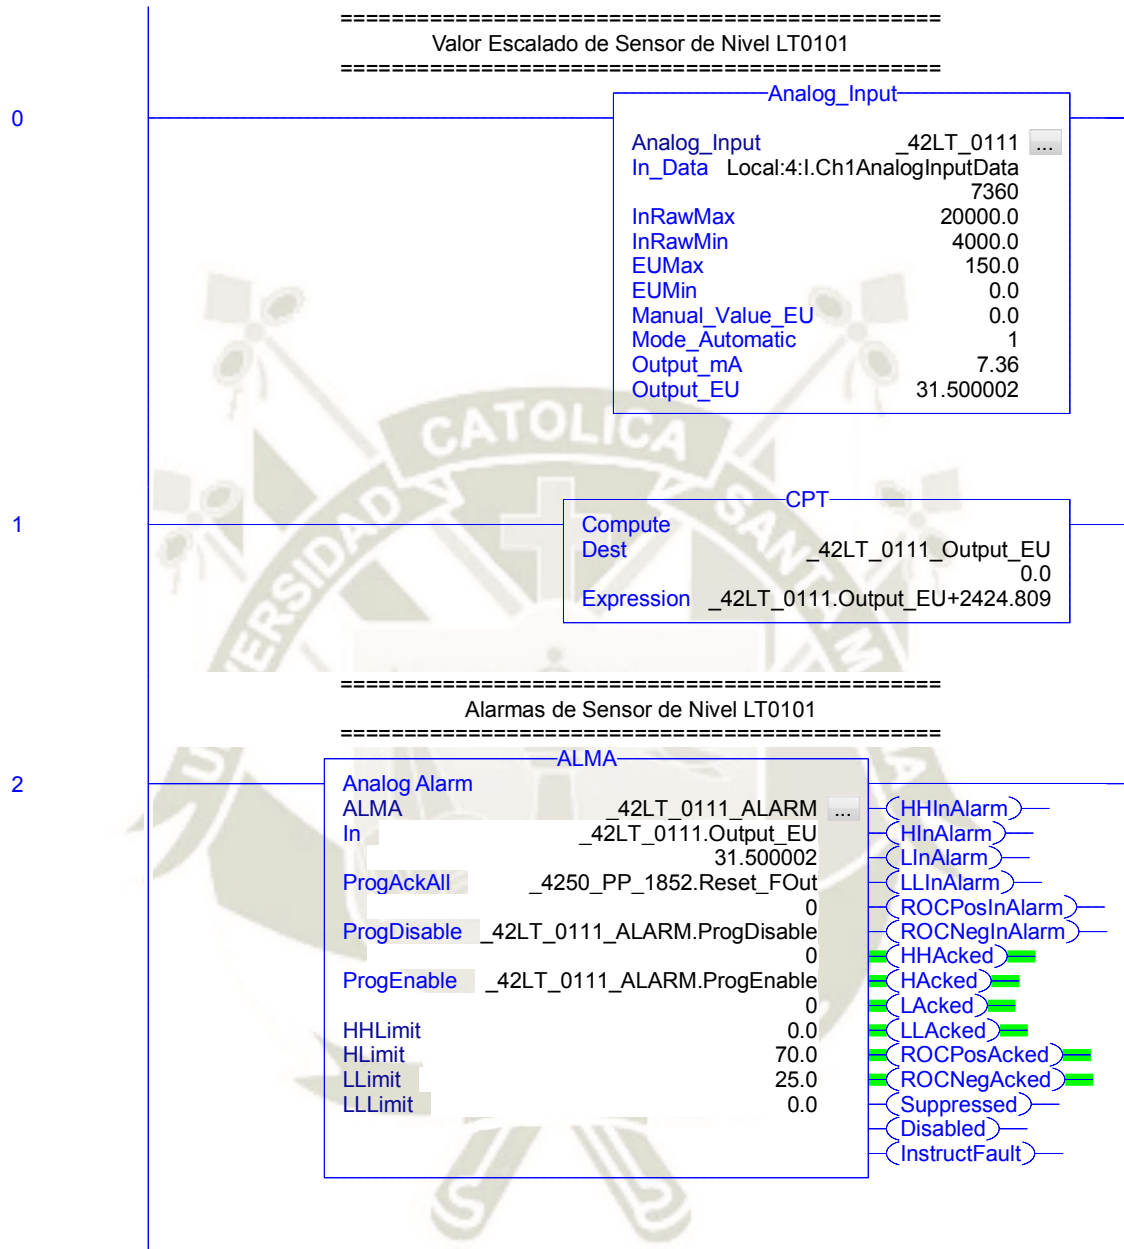 =============================================
Valor Escalado de Sensor de Nivel LT0101
=============================================
0
Analog_Input
Analog_Input _42LT_0111 ...
In_Data Local:4:I.Ch1AnalogInputData
7360
InRawMax 20000.0
InRawMin 4000.0
EUMax 150.0
EUMin 0.0
Manual_Value_EU 0.0
Mode_Automatic 1
Output_mA 7.36
Output_EU 31.500002
CATOLICA
UNIVERSIDAD
SANTA MA
1
CPT
Compute
Dest _42LT_0111_Output_EU
0.0
Expression _42LT_0111.Output_EU+2424.809
=============================================
Alarmas de Sensor de Nivel LT0101
=============================================
2
ALMA
Analog Alarm
ALMA _42LT_0111_ALARM ... HHInAlarm
In _42LT_0111.Output_EU HInAlarm
31.500002 LInAlarm
ProgAckAll _4250_PP_1852.Reset_FOut LLInAlarm
0 ROCPosInAlarm
ProgDisable _42LT_0111_ALARM.ProgDisable ROCNegInAlarm
0 HHAcked
ProgEnable _42LT_0111_ALARM.ProgEnable HAcked
0 LAcked
HHLimit 0.0 LLAcked
HLimit 70.0 ROCPosAcked
LLimit 25.0 ROCNegAcked
LLLimit 0.0 Suppressed
Disabled
InstructFault